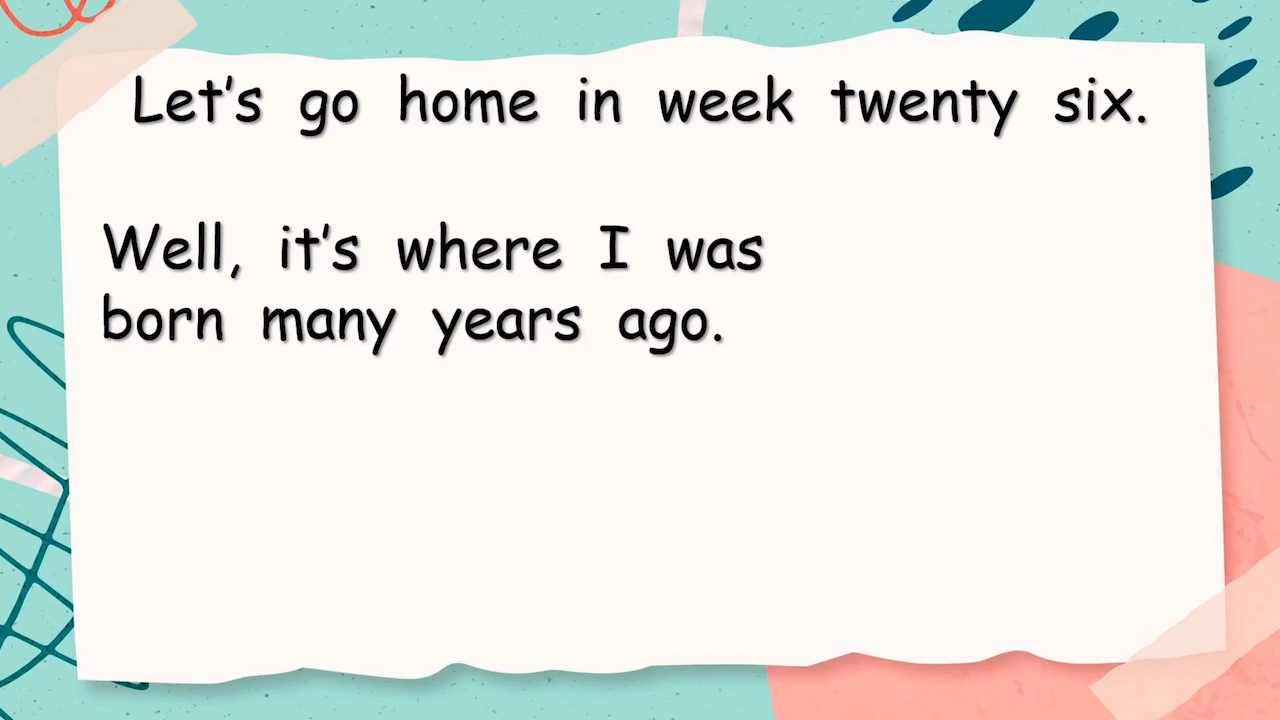 Let's go home in week twenty six.
Well, it's where I was
born many years ago.